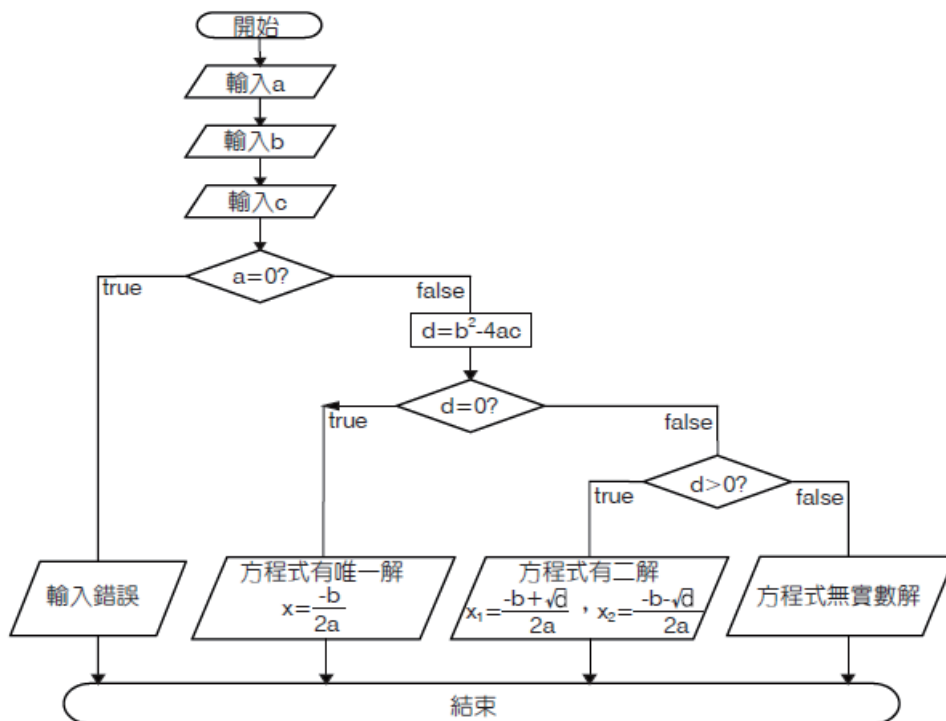 開始
輸入a
輸入b
輸入c
a=0?
true
false
d=b²-4ac
d=0?
true
false
d>0?
true
false
輸入錯誤
方程式有唯一解
x=-b/2a
方程式有二解
x₁=-b+√d/2a，x₂=-b-√d/2a
方程式無實數解
結束